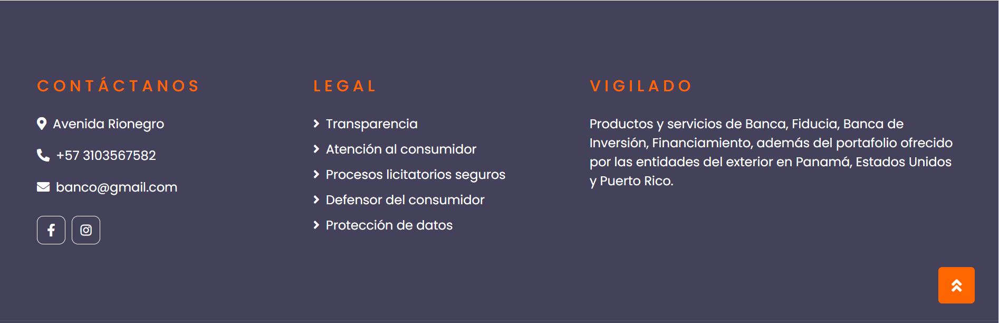 CONTÁCTANOS
Avenida Rionegro
+57 3103567582
banco@gmail.com
LEGAL
Transparencia
Atención al consumidor
Procesos licitatorios seguros
Defensor del consumidor
Protección de datos
VIGILADO
Productos y servicios de Banca, Fiducia, Banca de
Inversión, Financiamiento, además del portafolio ofrecido
por las entidades del exterior en Panamá, Estados Unidos
y Puerto Rico.